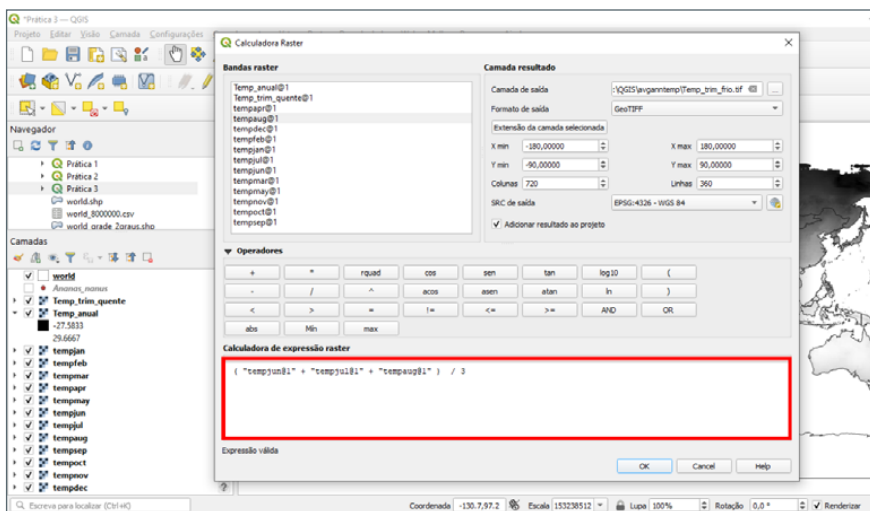 *Prática 3 — QGIS
Projeto Editar Visão Camada Configurações
Navegador
Prática 1
Prática 2
Prática 3
world.shp
world_8000000.csv
world_grade_2graus.shp
Camadas
world
Ananas_nanus
Temp_trim_quente
Temp_anual
-27.5833
29.6667
tempjan
tempfeb
tempmar
tempapr
tempmay
tempjun
tempjul
tempaug
tempsep
tempoct
tempnov
tempdec
Calculadora Raster
Bandas raster
Temp_anual@1
Temp_trim_quente@1
tempapr@1
tempaug@1
tempdec@1
tempfeb@1
tempjan@1
tempjul@1
tempjun@1
tempmar@1
tempmay@1
tempnov@1
tempoct@1
tempsep@1
Camada resultado
Camada de saída :\QGIS\avganntemp\Temp_trim_frio.tif ...
Formato de saída GeoTIFF
Extensão da camada selecionada
X min -180,00000 X max 180,00000
Y min -90,00000 Y max 90,00000
Colunas 720 Linhas 360
SRC de saída EPSG:4326 - WGS 84
Adicionar resultado ao projeto
Operadores
+ * rquad cos sen tan log10 (
- / ^ acos asen atan ln )
< > = != <= >= AND OR
abs Min max
Calculadora de expressão raster
( "tempjun@1" + "tempjul@1" + "tempaug@1" ) / 3
Expressão válida
OK Cancel Help
Escreva para localizar (Ctrl+K)
Coordenada -130.7,97.2 Escala 153238512 Lupa 100% Rotação 0,0 ° Renderizar